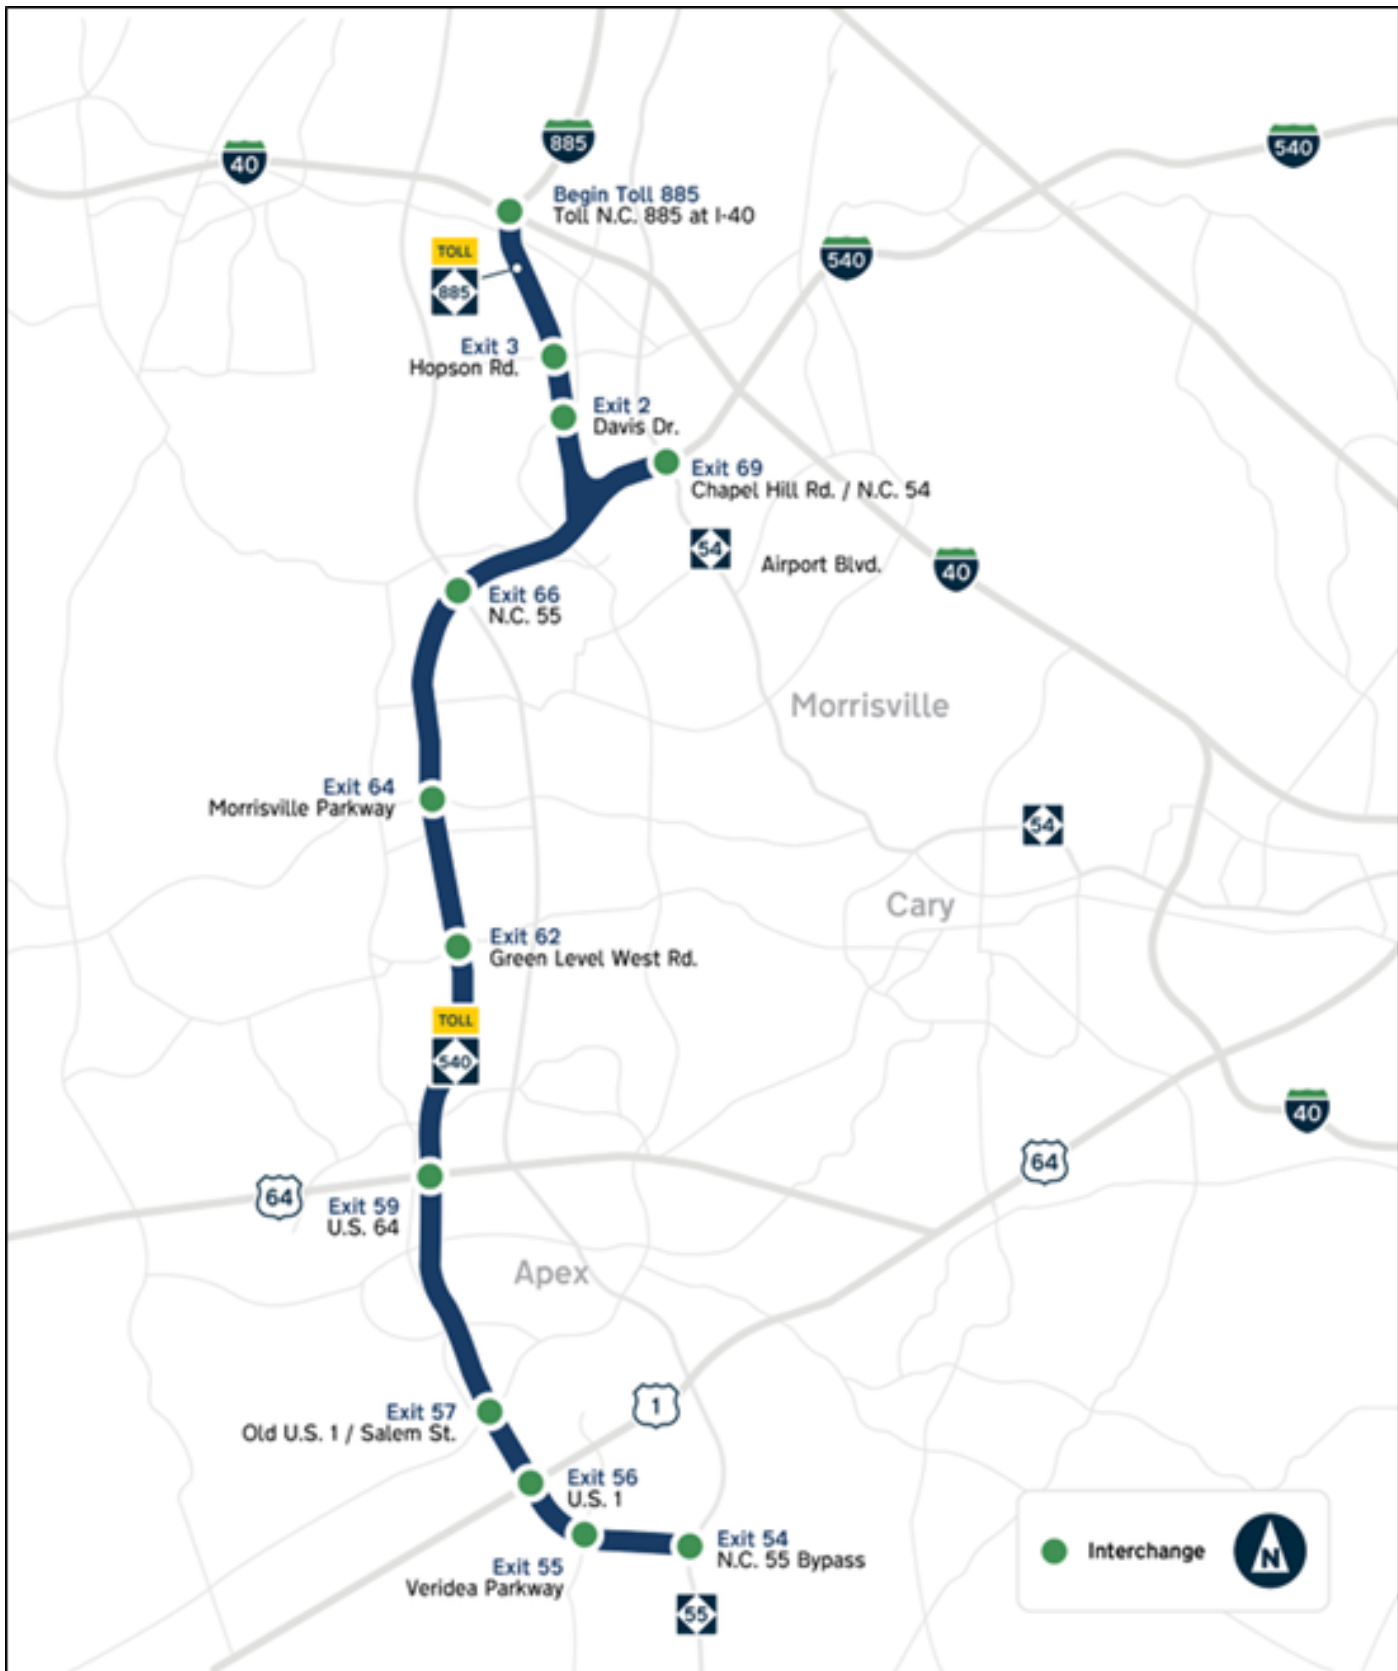 885
40
540
Begin Toll 885
Toll N.C. 885 at I-40
TOLL
885
540
Exit 3
Hopson Rd.
Exit 2
Davis Dr.
Exit 69
Chapel Hill Rd. / N.C. 54
54
Airport Blvd.
40
Exit 66
N.C. 55
Morrisville
Exit 64
Morrisville Parkway
54
Cary
Exit 62
Green Level West Rd.
TOLL
540
40
64
64
Exit 59
U.S. 64
Apex
1
Exit 57
Old U.S. 1 / Salem St.
Exit 56
U.S. 1
Exit 55
Veridea Parkway
Exit 54
N.C. 55 Bypass
55
Interchange
N